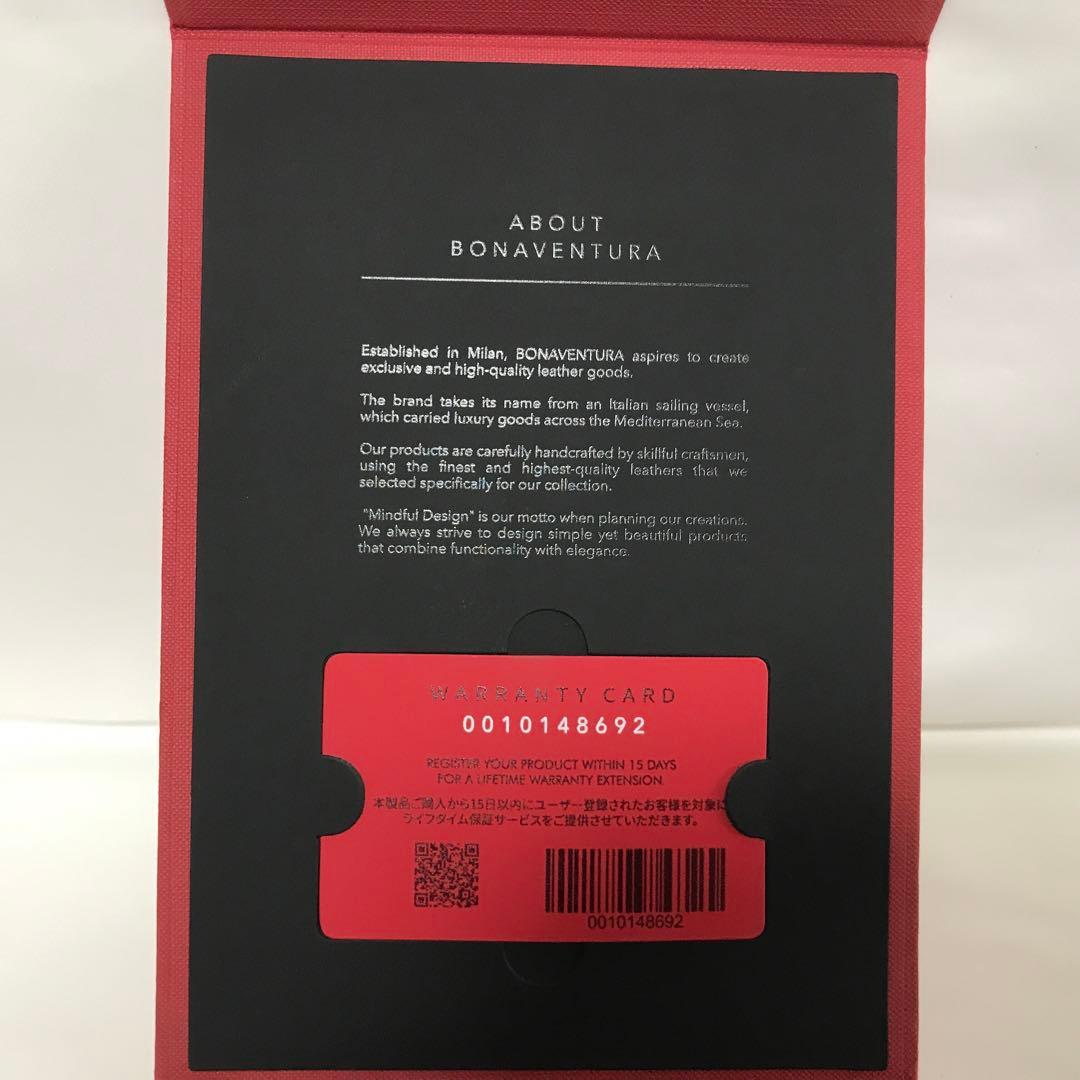 ABOUT
BONAVENTURA
Established in Milan, BONAVENTURA aspires to create
exclusive and high-quality leather goods.
The brand takes its name from an Italian sailing vessel,
which carried luxury goods across the Mediterranean Sea.
Our products are carefully handcrafted by skillful craftsmen,
using the finest and highest-quality leathers that we
selected specifically for our collection.
"Mindful Design" is our motto when planning our creations.
We always strive to design simple yet beautiful products
that combine functionality with elegance.
WARRANTY CARD
0010148692
REGISTER YOUR PRODUCT WITHIN 15 DAYS
FOR A LIFETIME WARRANTY EXTENSION.
本製品ご購入から15日以内にユーザー登録されたお客様を対象に
ライフタイム保証サービスをご提供させていただきます。
0010148692